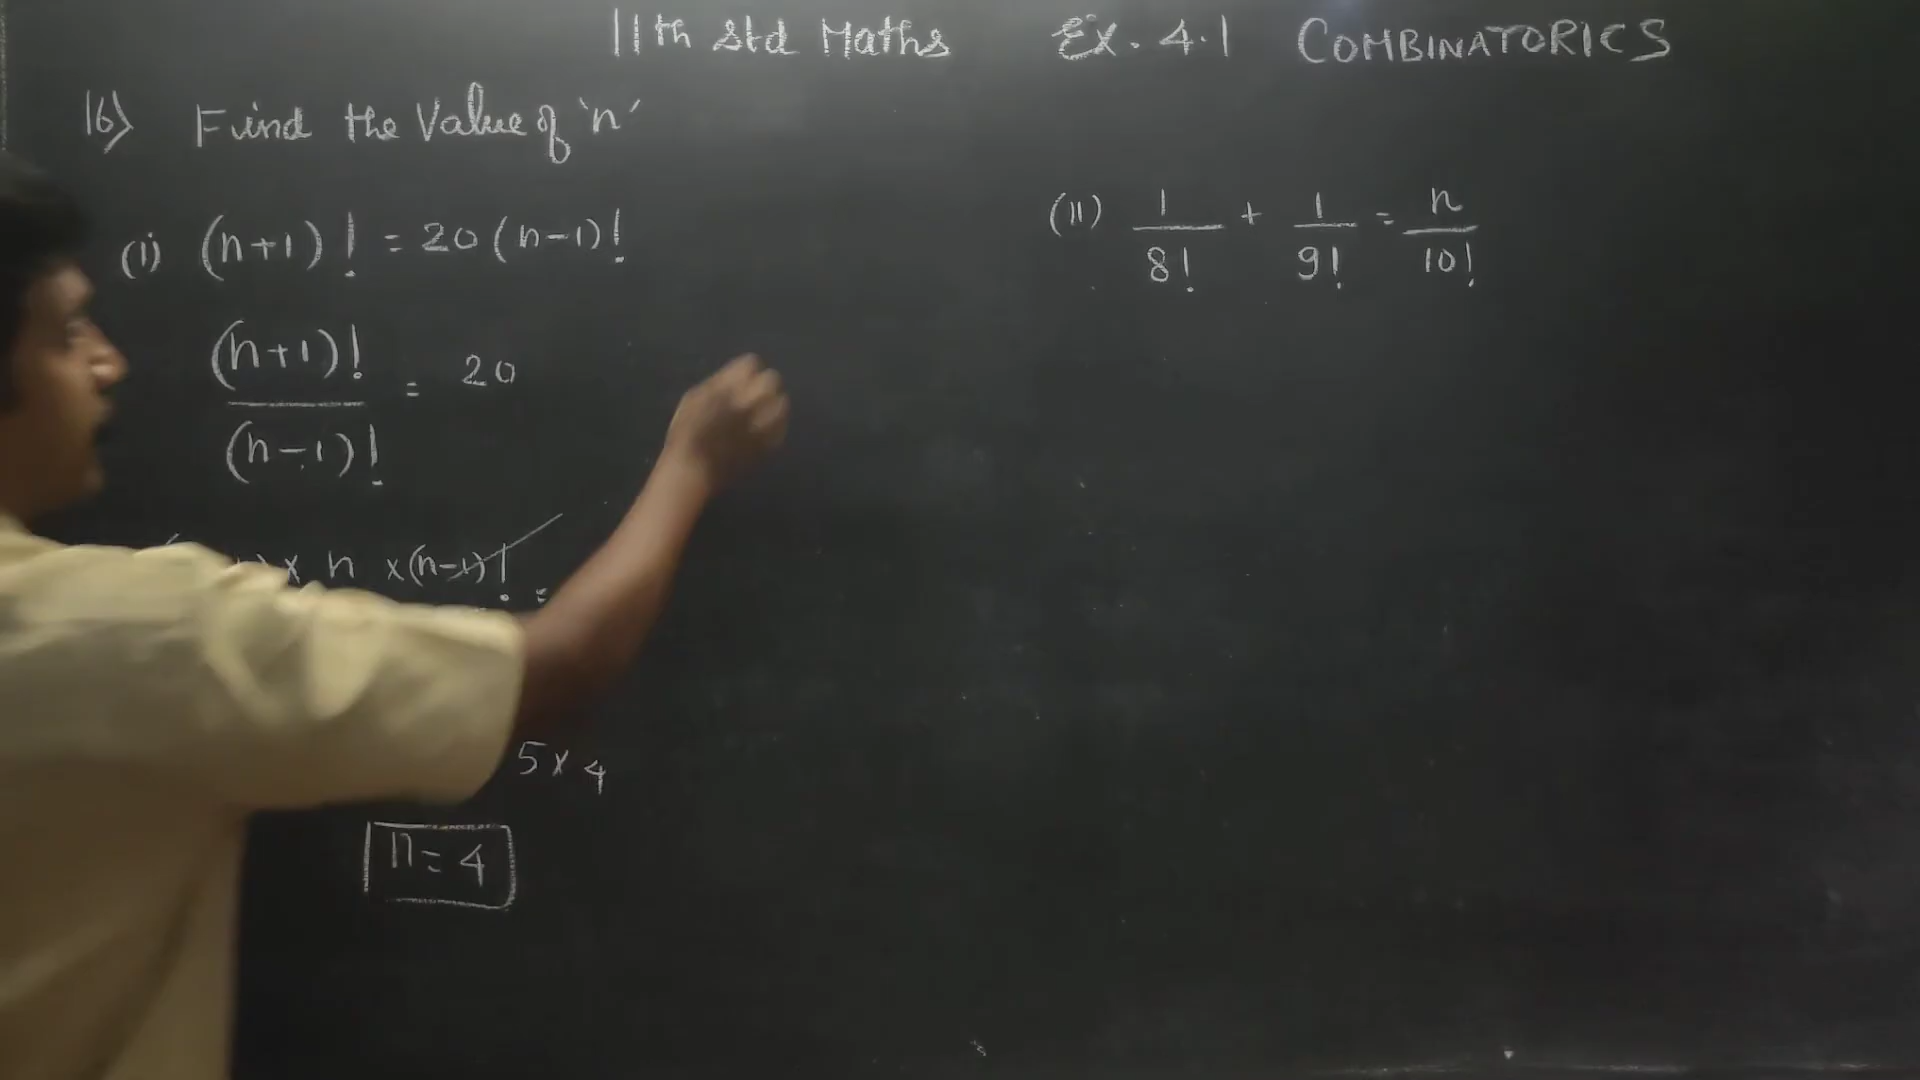 11th std Maths Ex. 4.1 COMBINATORICS
16) Find the Value of 'n'
(i) (n+1)! = 20(n-1)!
(n+1)!
= 20
(n-1)!
x n x(n-1)! =
5 x 4
n = 4
(II) 1/8! + 1/9! = n/10!